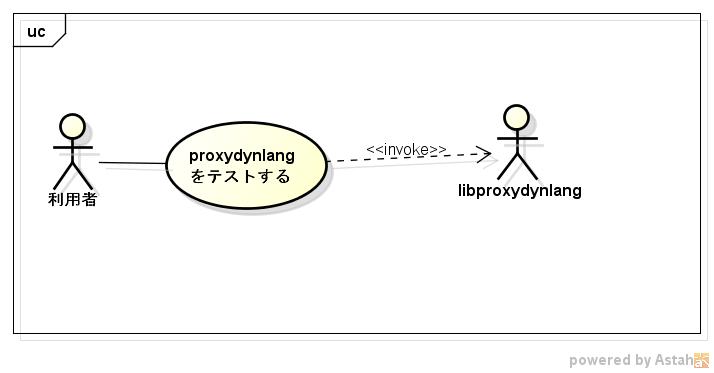 uc
利用者
proxydynlang
をテストする
<<invoke>>
libproxydynlang
powered by Astah